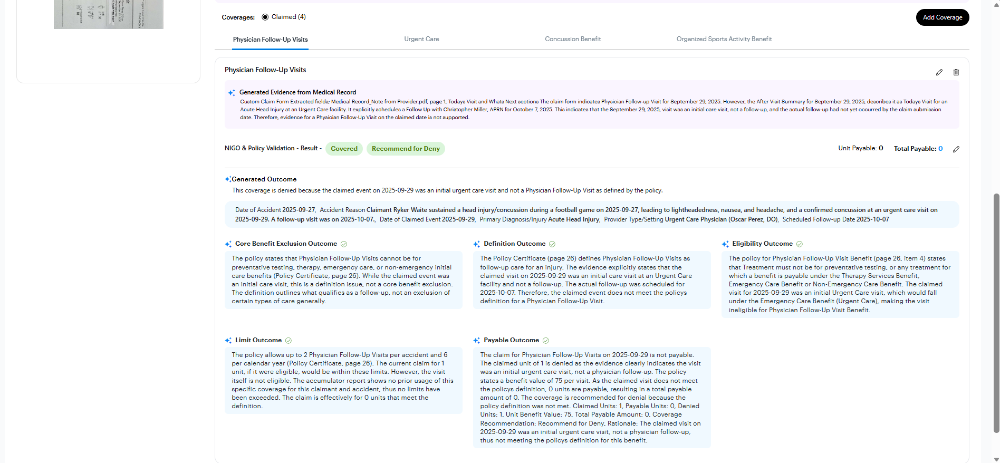 Coverages: Claimed (4) Add Coverage
Physician Follow-Up Visits Urgent Care Concussion Benefit Organized Sports Activity Benefit
Physician Follow-Up Visits
Generated Evidence from Medical Record
Custom Claim Form Extracted fields; Medical Record_Note from Provider.pdf, page 1, Todays Visit and Whats Next sections The claim form indicates Physician Follow-up Visit for September 29, 2025. However, the After Visit Summary for September 29, 2025, describes it as Todays Visit for an
Acute Head Injury at an Urgent Care facility. It explicitly schedules a Follow Up with Christopher Miller, APRN for October 7, 2025. This indicates that the September 29, 2025, visit was an initial care visit, not a follow-up, and the actual follow-up had not yet occurred by the claim submission
date. Therefore, evidence for a Physician Follow-Up Visit on the claimed date is not supported.
NIGO & Policy Validation - Result - Covered Recommend for Deny Unit Payable: 0 Total Payable: 0
Generated Outcome
This coverage is denied because the claimed event on 2025-09-29 was an initial urgent care visit and not a Physician Follow-Up Visit as defined by the policy.
Date of Accident 2025-09-27, Accident Reason Claimant Ryker Waite sustained a head injury/concussion during a football game on 2025-09-27, leading to lightheadedness, nausea, and headache, and a confirmed concussion at an urgent care visit on
2025-09-29. A follow-up visit was on 2025-10-07., Date of Claimed Event 2025-09-29, Primary Diagnosis/Injury Acute Head Injury, Provider Type/Setting Urgent Care Physician (Oscar Perez, DO), Scheduled Follow-up Date 2025-10-07
Core Benefit Exclusion Outcome
The policy states that Physician Follow-Up Visits cannot be for
preventative testing, therapy, emergency care, or non-emergency initial
care benefits (Policy Certificate, page 26). While the claimed event was
an initial care visit, this is a definition issue, not a core benefit exclusion.
The definition outlines what qualifies as a follow-up, not an exclusion of
certain types of care generally.
Definition Outcome
The Policy Certificate (page 26) defines Physician Follow-Up Visits as
follow-up care for an injury. The evidence explicitly states that the
claimed visit on 2025-09-29 was an initial care visit at an Urgent Care
facility and not a follow-up. The actual follow-up was scheduled for
2025-10-07. Therefore, the claimed event does not meet the policys
definition for a Physician Follow-Up Visit.
Eligibility Outcome
The policy for Physician Follow-Up Visit Benefit (page 26, item 4) states
that Treatment must not be for preventative testing, or any treatment for
which a benefit is payable under the Therapy Services Benefit,
Emergency Care Benefit or Non-Emergency Care Benefit. The claimed
visit for 2025-09-29 was an initial Urgent Care visit, which would fall
under the Emergency Care Benefit (Urgent Care), making the visit
ineligible for Physician Follow-Up Visit Benefit.
Limit Outcome
The policy allows up to 2 Physician Follow-Up Visits per accident and 6
per calendar year (Policy Certificate, page 26). The current claim for 1
unit, if it were eligible, would be within these limits. However, the visit
itself is not eligible. The accumulator report shows no prior usage of this
specific coverage for this claimant and accident, thus no limits have
been exceeded. The claim is effectively for 0 units that meet the
definition.
Payable Outcome
The claim for Physician Follow-Up Visits on 2025-09-29 is not payable.
The claimed unit of 1 is denied as the evidence clearly indicates the visit
was an initial urgent care visit, not a physician follow-up. The policy
states a benefit value of 75 per visit. As the claimed visit does not meet
the policys definition, 0 units are payable, resulting in a total payable
amount of 0. The coverage is recommended for denial because the
policy definition was not met. Claimed Units: 1, Payable Units: 0, Denied
Units: 1, Unit Benefit Value: 75, Total Payable Amount: 0, Coverage
Recommendation: Recommend for Deny, Rationale: The claimed visit on
2025-09-29 was an initial urgent care visit, not a physician follow-up,
thus not meeting the policys definition for this benefit.